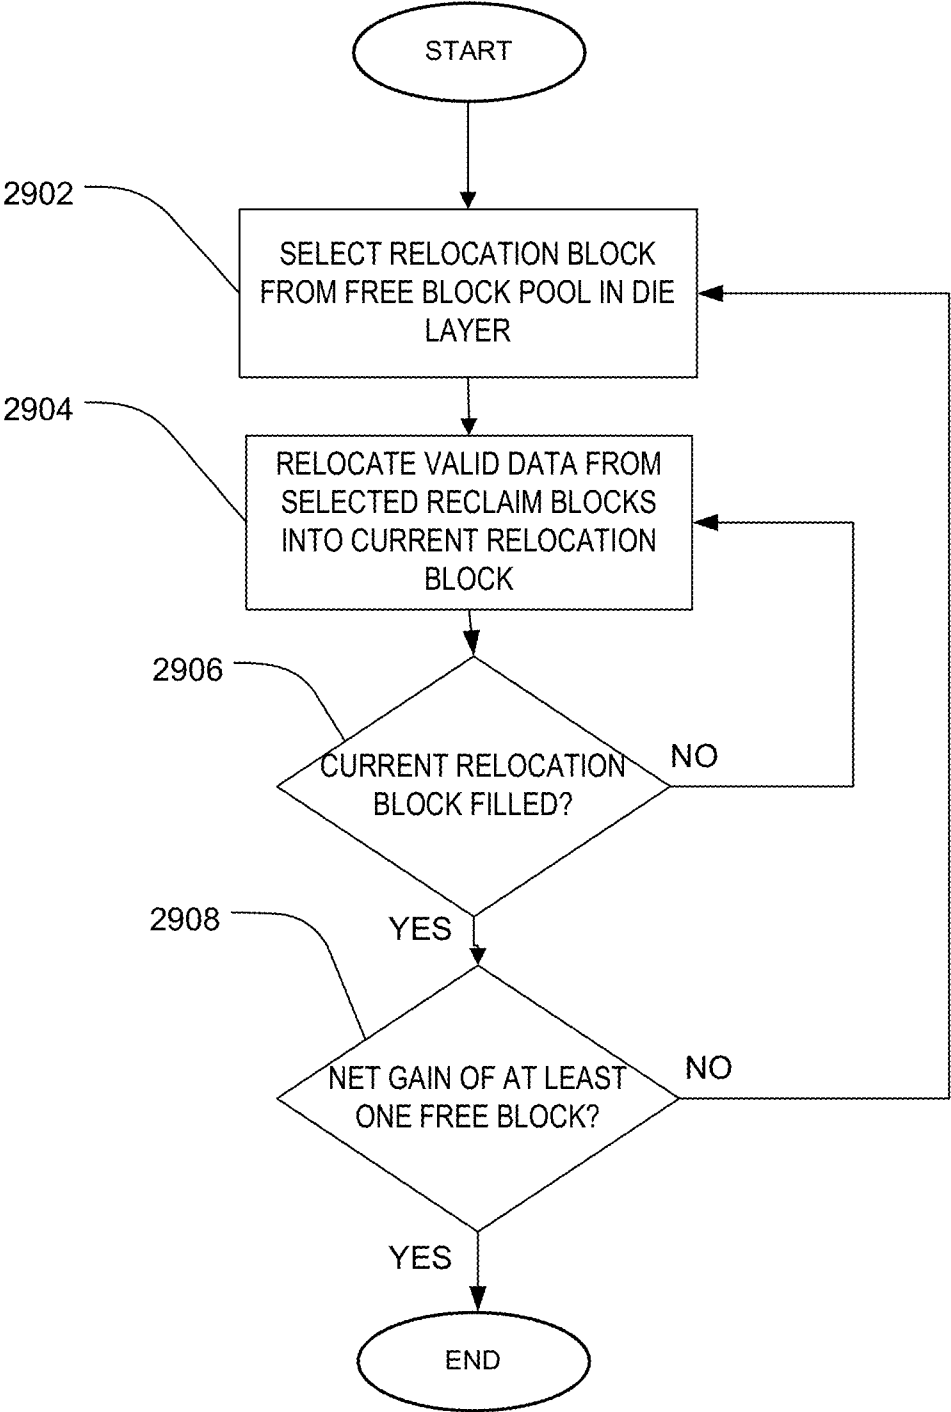 START
2902
SELECT RELOCATION BLOCK
FROM FREE BLOCK POOL IN DIE
LAYER
2904
RELOCATE VALID DATA FROM
SELECTED RECLAIM BLOCKS
INTO CURRENT RELOCATION
BLOCK
2906
CURRENT RELOCATION
BLOCK FILLED?
NO
YES
2908
NET GAIN OF AT LEAST
ONE FREE BLOCK?
NO
YES
END